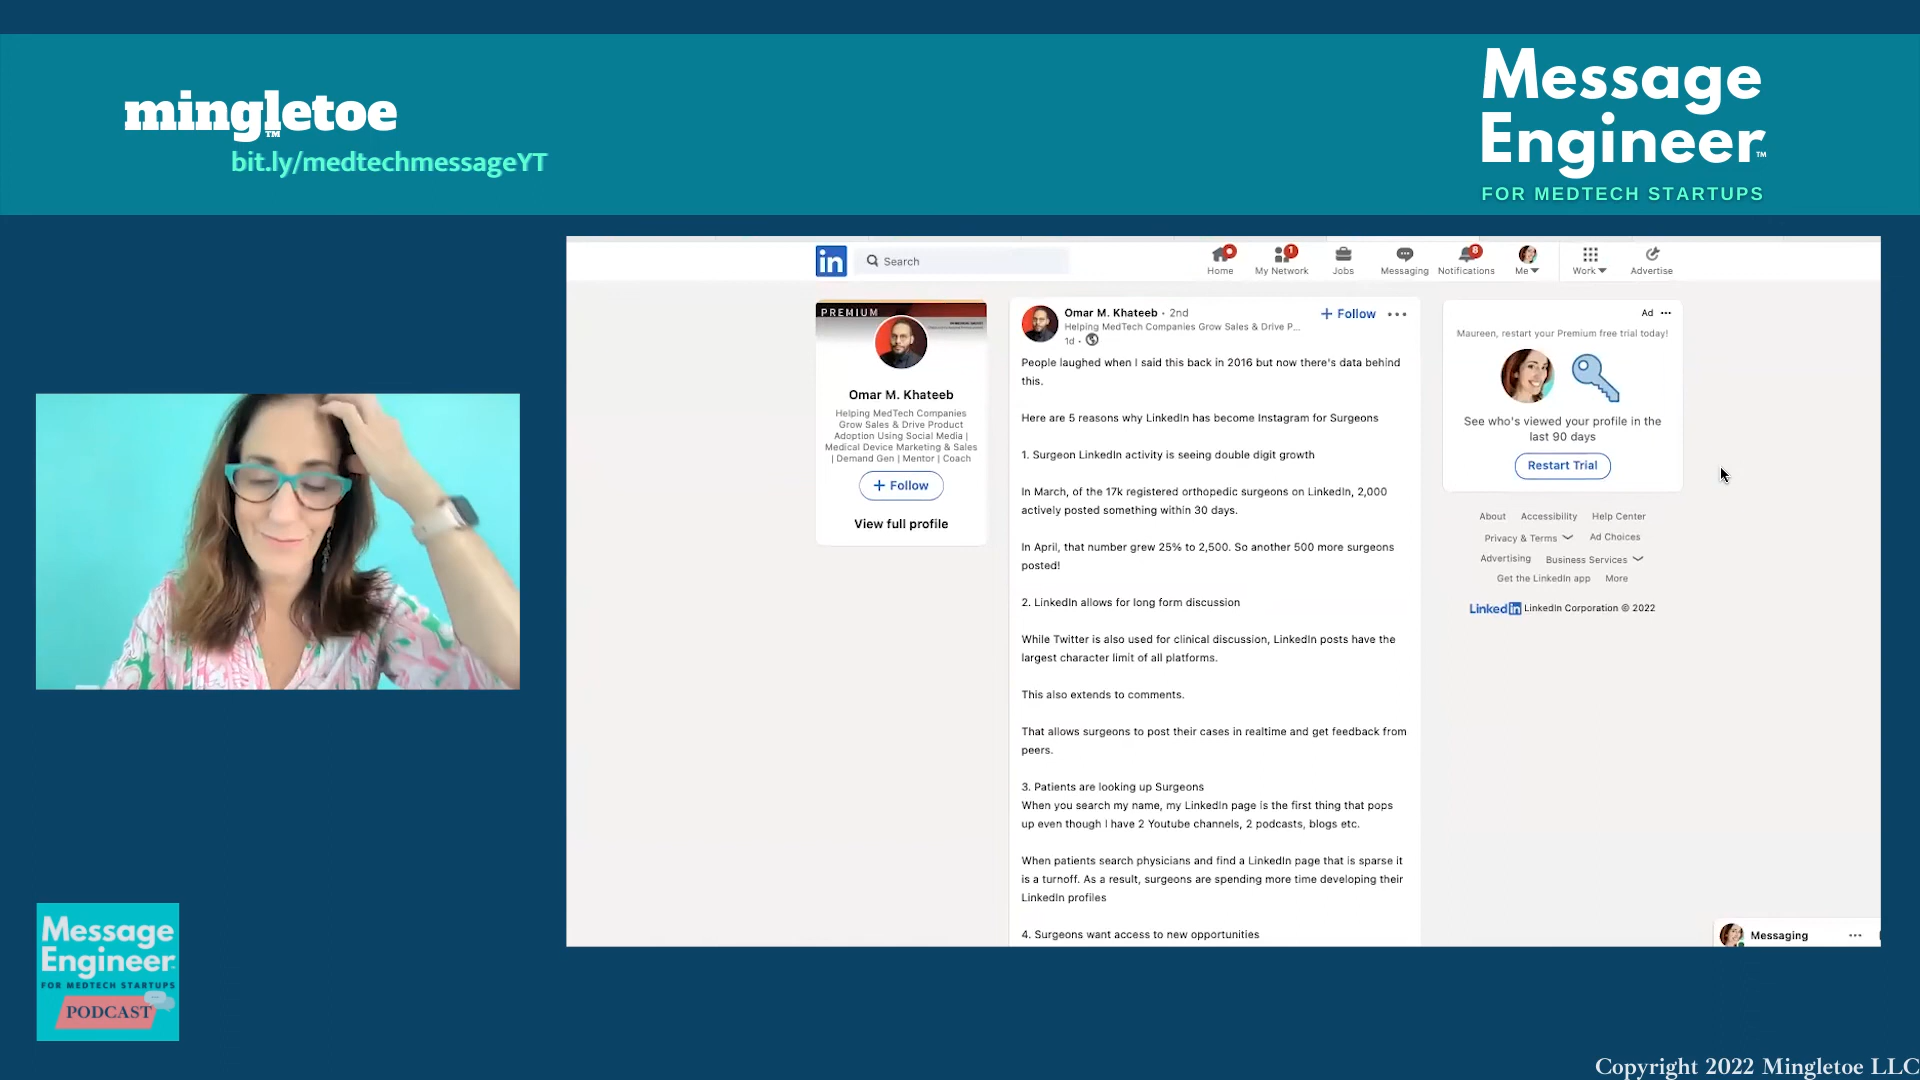 mingletoe
TM
bit.ly/medtechmessageYT
Message
Engineer
TM
FOR MEDTECH STARTUPS
in
Search
Home
1
My Network
Jobs
Messaging
8
Notifications
Me
Work
Advertise
PREMIUM
Omar M. Khateeb
Helping MedTech Companies
Grow Sales & Drive Product
Adoption Using Social Media |
Medical Device Marketing & Sales
| Demand Gen | Mentor | Coach
+ Follow
View full profile
Omar M. Khateeb · 2nd
Helping MedTech Companies Grow Sales & Drive P...
1d ·
+ Follow
People laughed when I said this back in 2016 but now there's data behind
this.
Here are 5 reasons why LinkedIn has become Instagram for Surgeons
1. Surgeon LinkedIn activity is seeing double digit growth
In March, of the 17k registered orthopedic surgeons on LinkedIn, 2,000
actively posted something within 30 days.
In April, that number grew 25% to 2,500. So another 500 more surgeons
posted!
2. LinkedIn allows for long form discussion
While Twitter is also used for clinical discussion, LinkedIn posts have the
largest character limit of all platforms.
This also extends to comments.
That allows surgeons to post their cases in realtime and get feedback from
peers.
3. Patients are looking up Surgeons
When you search my name, my LinkedIn page is the first thing that pops
up even though I have 2 Youtube channels, 2 podcasts, blogs etc.
When patients search physicians and find a LinkedIn page that is sparse it
is a turnoff. As a result, surgeons are spending more time developing their
LinkedIn profiles
4. Surgeons want access to new opportunities
Ad
Maureen, restart your Premium free trial today!
See who's viewed your profile in the
last 90 days
Restart Trial
About Accessibility Help Center
Privacy & Terms Ad Choices
Advertising Business Services
Get the LinkedIn app More
LinkedIn LinkedIn Corporation © 2022
Messaging
Message
Engineer
FOR MEDTECH STARTUPS
PODCAST
Copyright 2022 Mingletoe LLC